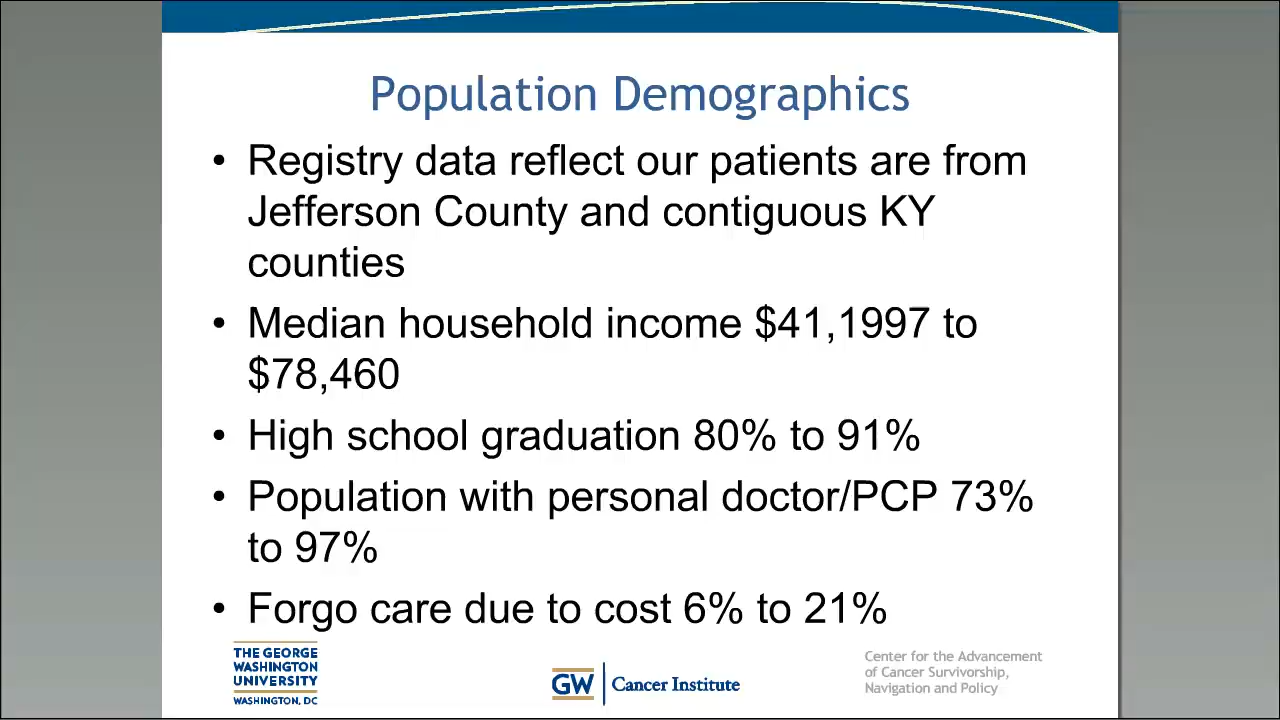 Population Demographics
• Registry data reflect our patients are from
Jefferson County and contiguous KY
counties
• Median household income $41,1997 to
$78,460
• High school graduation 80% to 91%
• Population with personal doctor/PCP 73%
to 97%
• Forgo care due to cost 6% to 21%
THE GEORGE
WASHINGTON
UNIVERSITY
WASHINGTON, DC
GW Cancer Institute
Center for the Advancement
of Cancer Survivorship,
Navigation and Policy